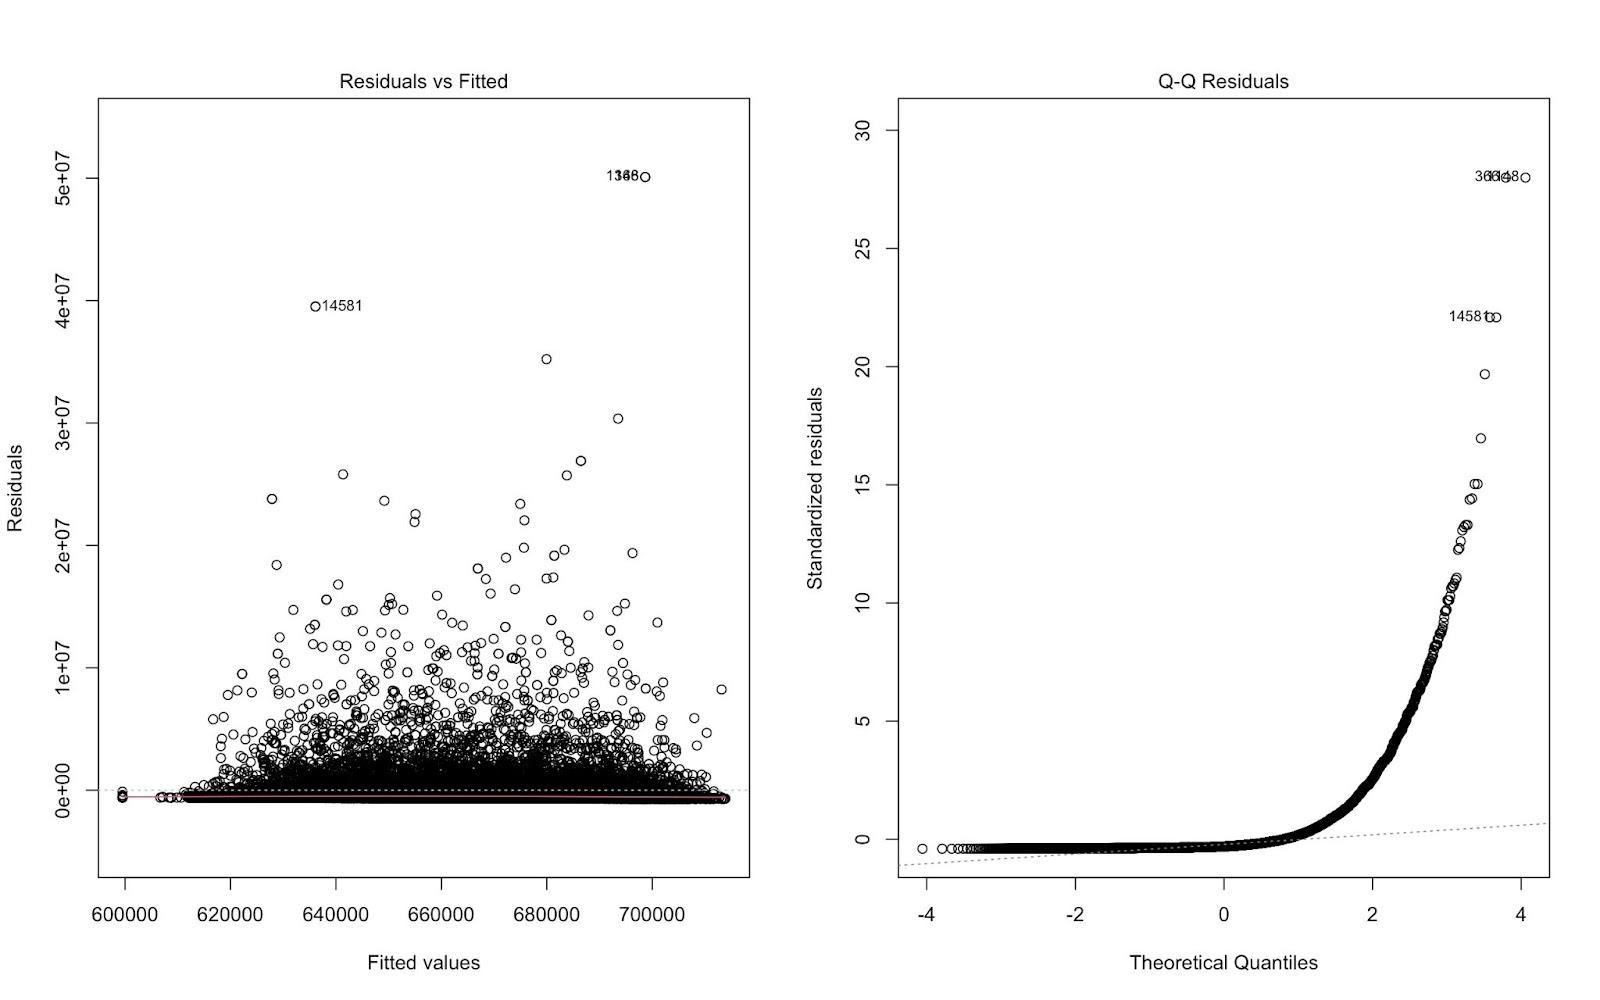 Residuals vs Fitted
Residuals
5e+07
4e+07
3e+07
2e+07
1e+07
0e+00
14581
600000 620000 640000 660000 680000 700000
Fitted values
Q-Q Residuals
Standardized residuals
30
25
20
15
10
5
0
14581
-4 -2 0 2 4
Theoretical Quantiles